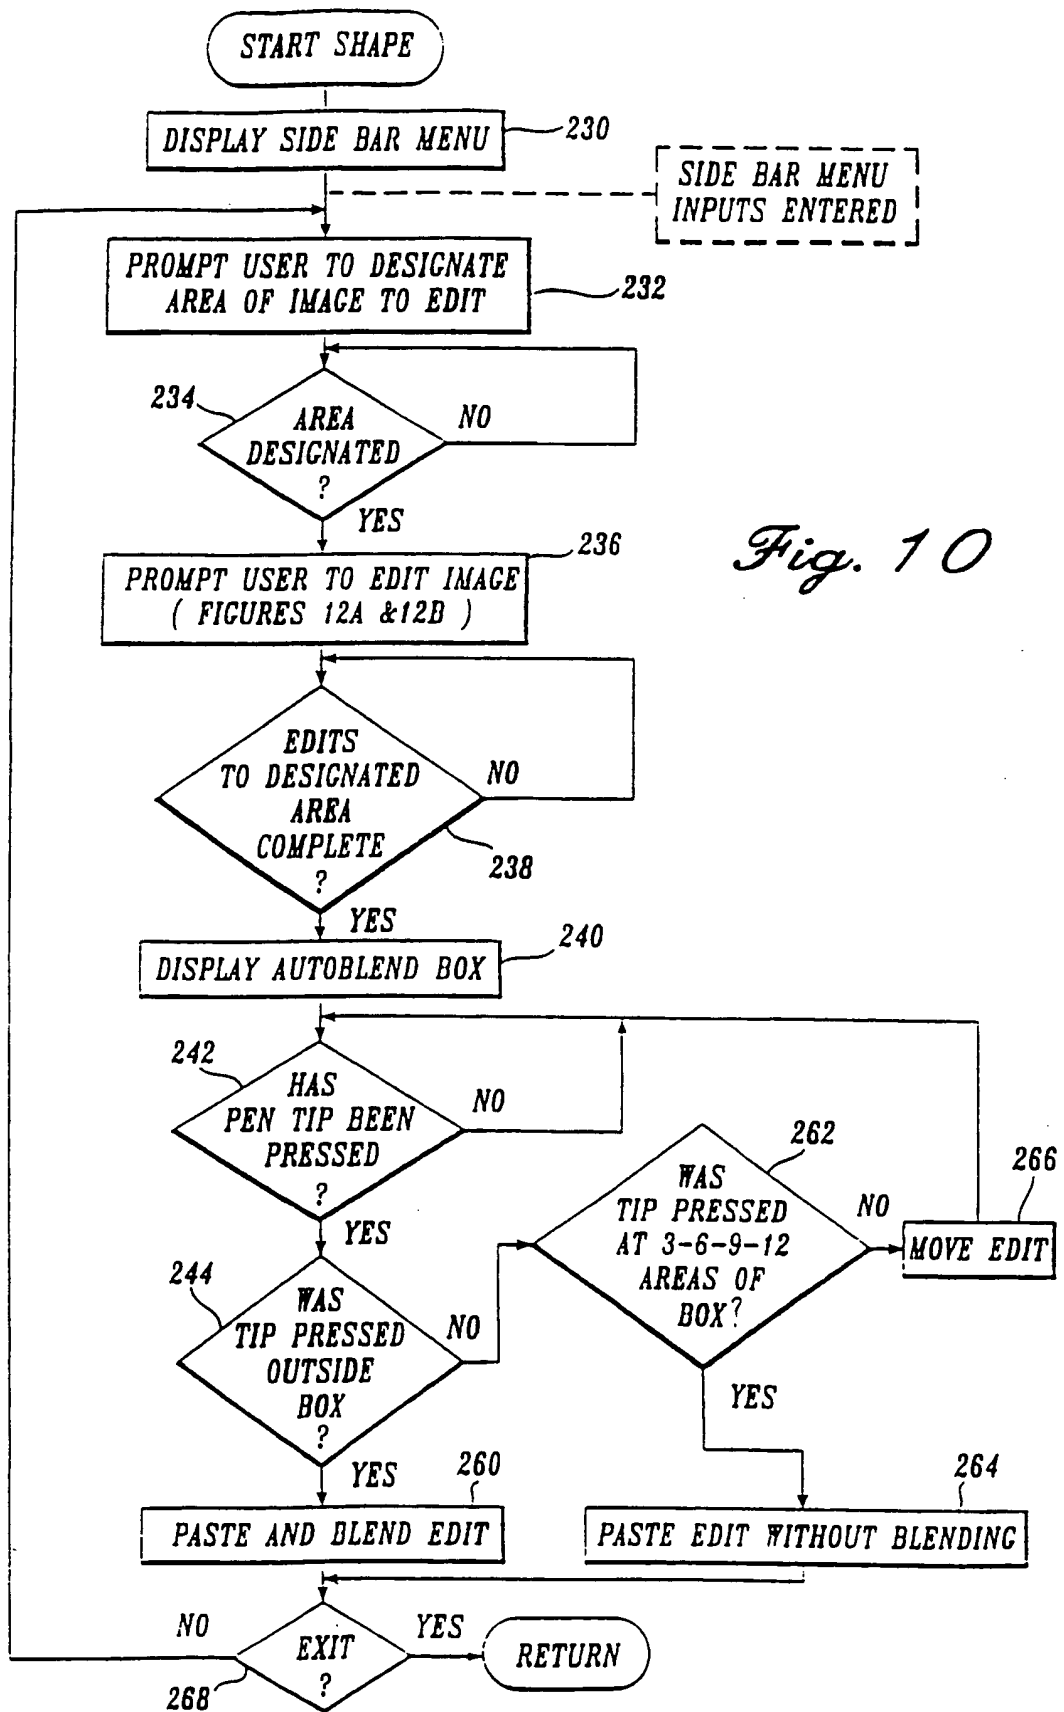 START SHAPE
DISPLAY SIDE BAR MENU
230
SIDE BAR MENU
INPUTS ENTERED
PROMPT USER TO DESIGNATE
AREA OF IMAGE TO EDIT
232
234
AREA
DESIGNATED
?
NO
YES
236
PROMPT USER TO EDIT IMAGE
( FIGURES 12A &12B )
Fig. 10
EDITS
TO DESIGNATED
AREA
COMPLETE
?
NO
238
YES
240
DISPLAY AUTOBLEND BOX
242
HAS
PEN TIP BEEN
PRESSED
?
NO
YES
262
WAS
TIP PRESSED
AT 3-6-9-12
AREAS OF
BOX?
NO
266
MOVE EDIT
244
WAS
TIP PRESSED
OUTSIDE
BOX
?
NO
YES
YES
260
PASTE AND BLEND EDIT
264
PASTE EDIT WITHOUT BLENDING
NO
EXIT
?
YES
RETURN
268